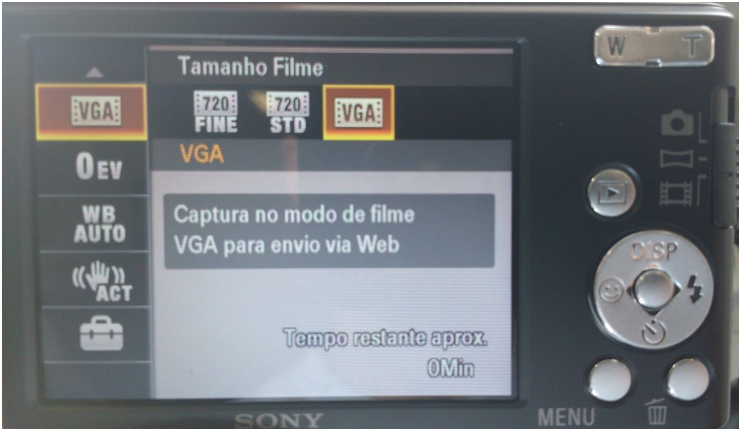 W T
Tamanho Filme
VGA 720 FINE 720 STD VGA
VGA
0EV
WB AUTO
Captura no modo de filme
VGA para envio via Web
DISP
ACT
Tempo restante aprox.
0Min
SONY
MENU